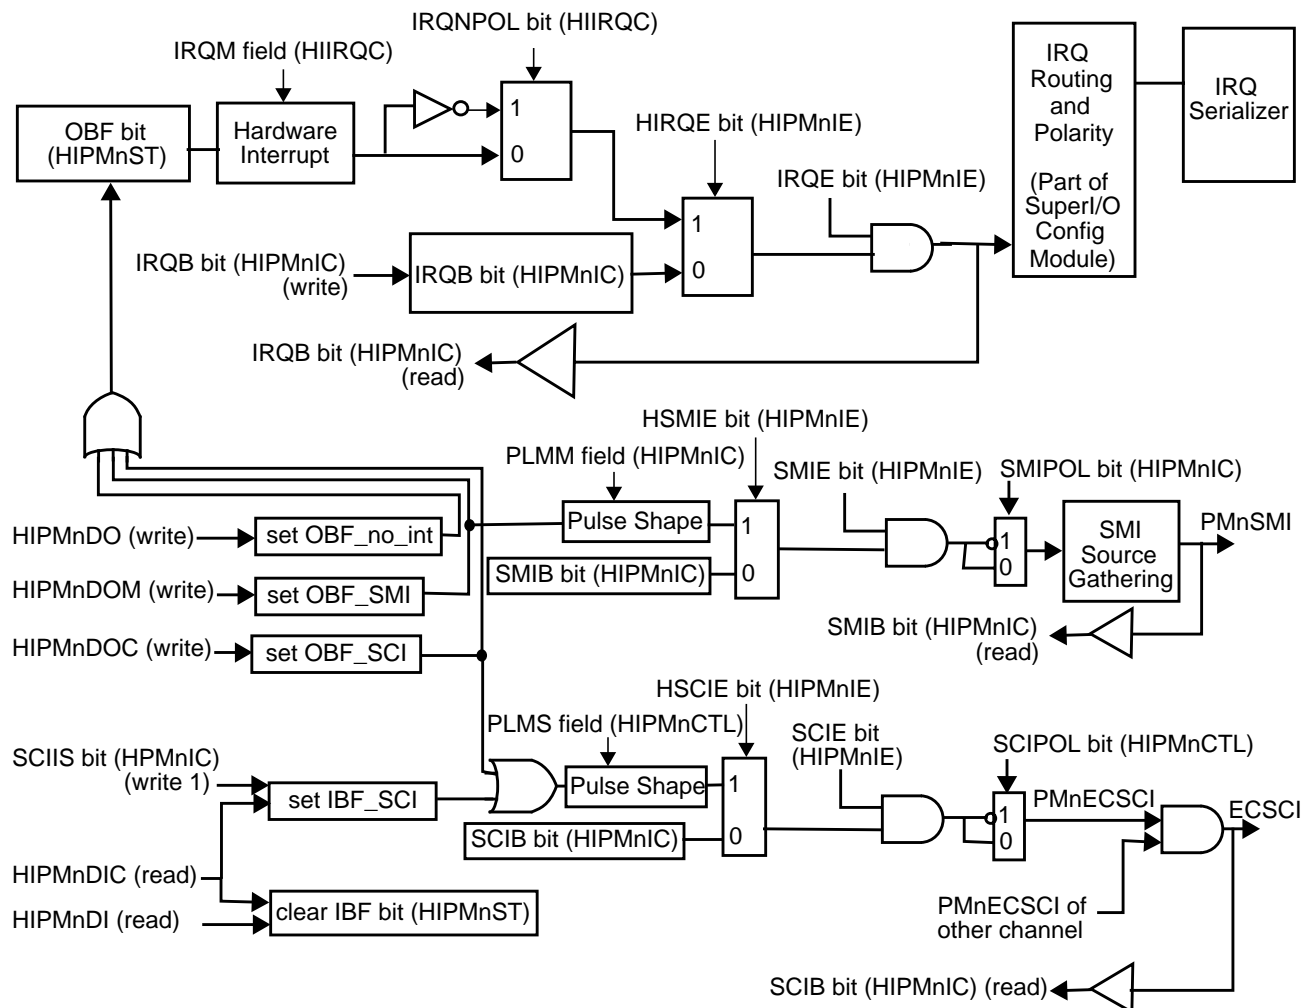 IRQNPOL bit (HIIRQC)
IRQM field (HIIRQC)
OBF bit
(HIPMnST)
Hardware
Interrupt
1
0
HIRQE bit (HIPMnIE)
IRQE bit (HIPMnIE)
IRQ
Routing
and
Polarity
(Part of
SuperI/O
Config
Module)
IRQ
Serializer
IRQB bit (HIPMnIC)
(write)
IRQB bit (HIPMnIC)
1
0
IRQB bit (HIPMnIC)
(read)
HSMIE bit (HIPMnIE)
PLMM field (HIPMnIC)
SMIE bit (HIPMnIE)
SMIPOL bit (HIPMnIC)
HIPMnDO (write)
set OBF_no_int
Pulse Shape
1
0
SMIB bit (HIPMnIC)
1
0
SMI
Source
Gathering
PMnSMI
HIPMnDOM (write)
set OBF_SMI
SMIB bit (HIPMnIC)
(read)
HIPMnDOC (write)
set OBF_SCI
HSCIE bit (HIPMnIE)
PLMS field (HIPMnCTL)
SCIE bit
(HIPMnIE)
SCIPOL bit (HIPMnCTL)
SCIIS bit (HPMnIC)
(write 1)
set IBF_SCI
Pulse Shape
1
0
SCIB bit (HIPMnIC)
1
0
PMnECSCI
ECSCI
HIPMnDIC (read)
HIPMnDI (read)
clear IBF bit (HIPMnST)
PMnECSCI of
other channel
SCIB bit (HIPMnIC) (read)